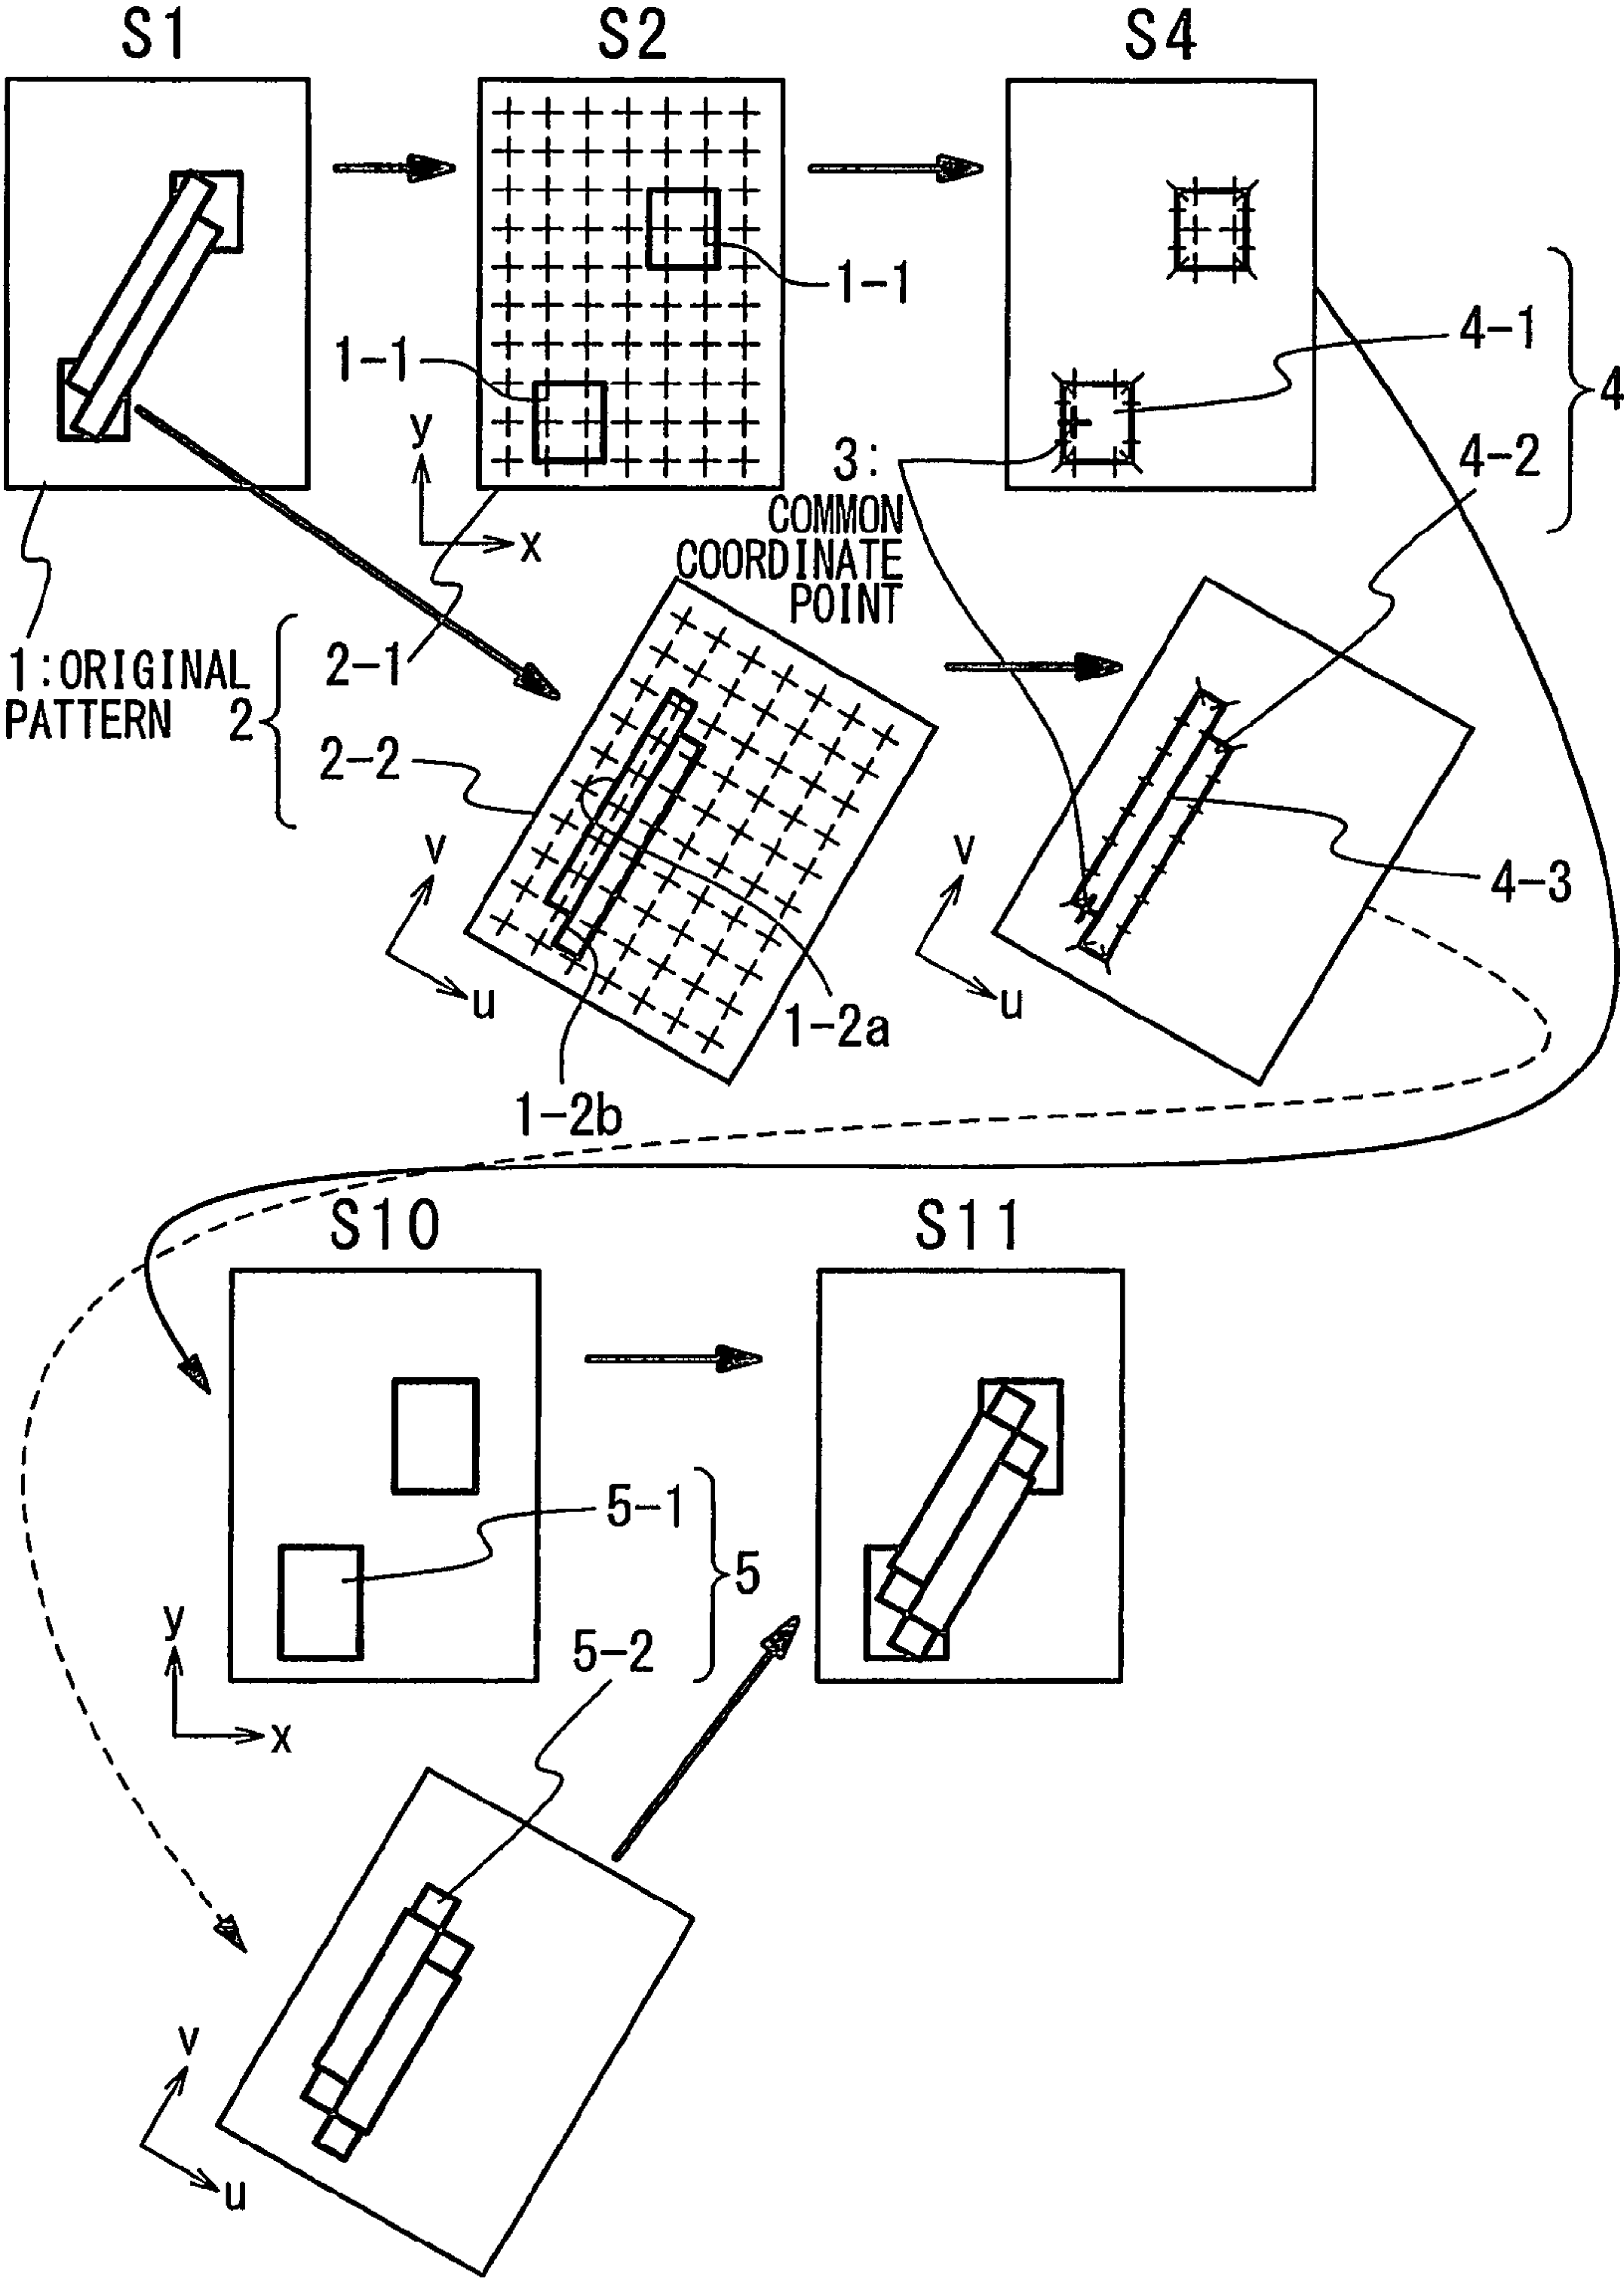 S1
S2
S4
1-1
1-1
4-1
4
4-2
y
x
3:
COMMON
COORDINATE
POINT
1:ORIGINAL
PATTERN
2
2-1
2-2
v
u
v
u
4-3
1-2a
1-2b
S10
S11
5-1
5
5-2
y
x
v
u